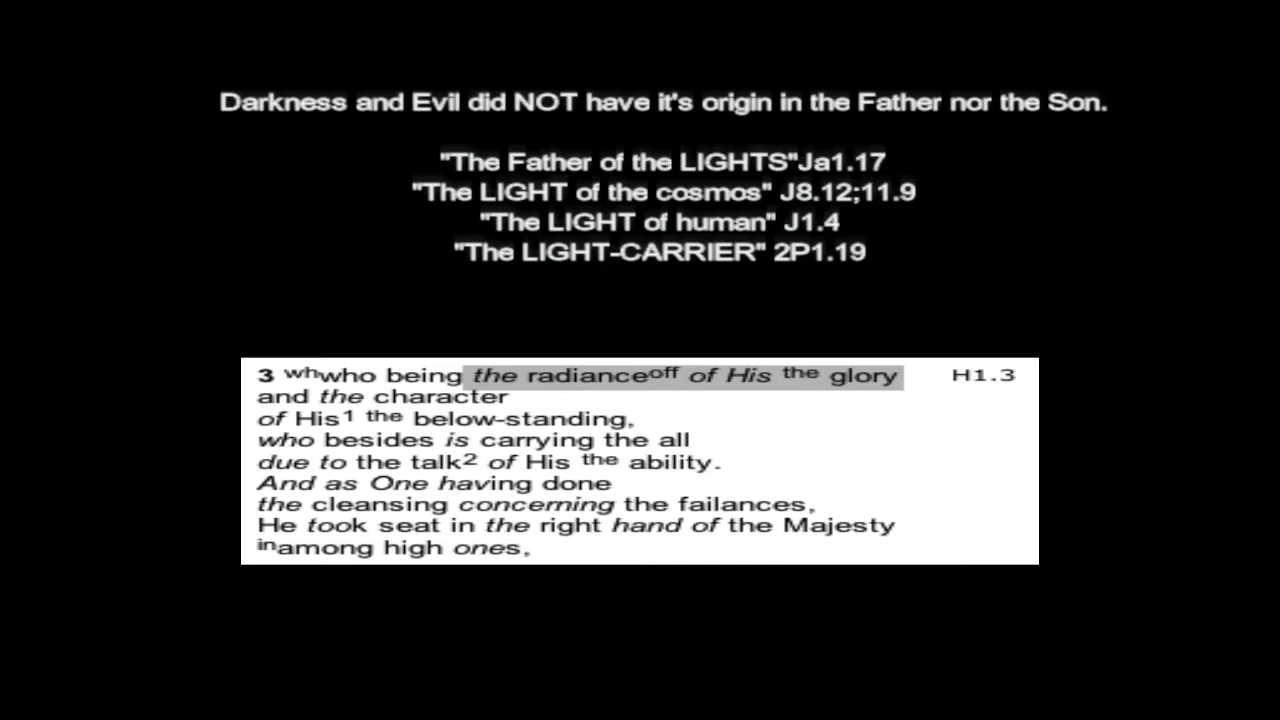 Darkness and Evil did NOT have it's origin in the Father nor the Son.
"The Father of the LIGHTS"Ja1.17
"The LIGHT of the cosmos" J8.12;11.9
"The LIGHT of human" J1.4
"The LIGHT-CARRIER" 2P1.19
3 whwho being the radianceoff of His the glory H1.3
and the character
of His1 the below-standing,
who besides is carrying the all
due to the talk2 of His the ability.
And as One having done
the cleansing concerning the failances,
He took seat in the right hand of the Majesty
inamong high ones,